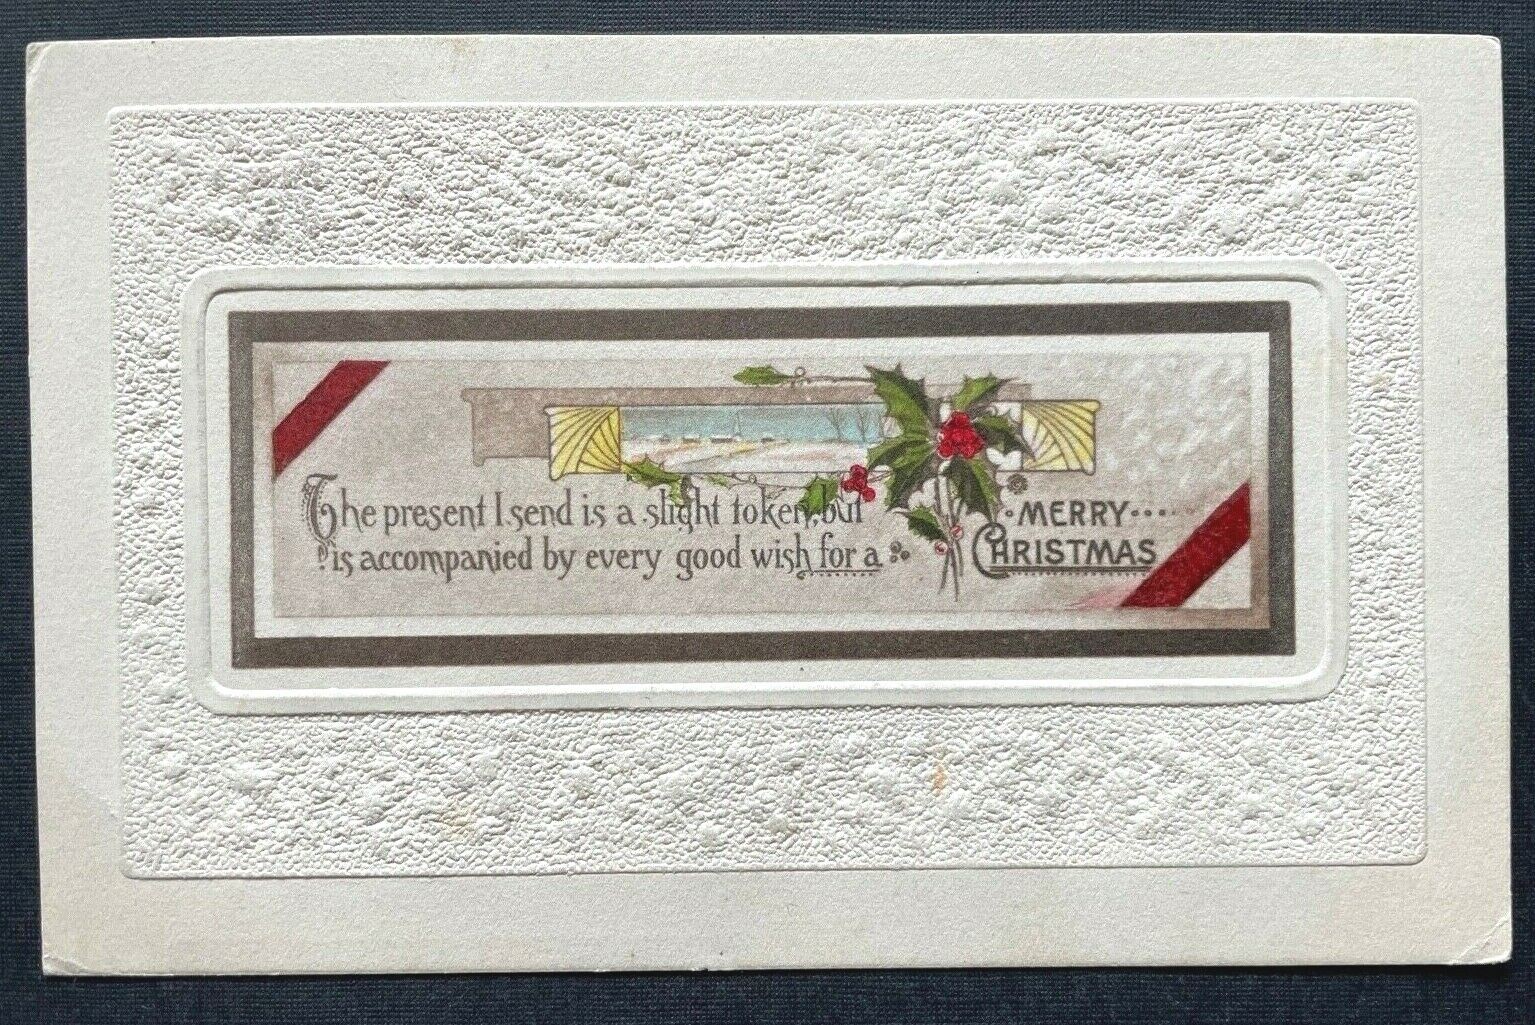 The present I send is a slight token, but
is accompanied by every good wish for a
MERRY....
CHRISTMAS